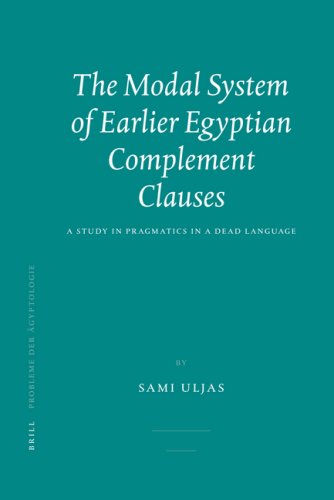 The Modal System
of Earlier Egyptian
Complement
Clauses
A STUDY IN PRAGMATICS IN A DEAD LANGUAGE
BY
SAMI ULJAS
BRILL PROBLEME DER ÄGYPTOLOGIE